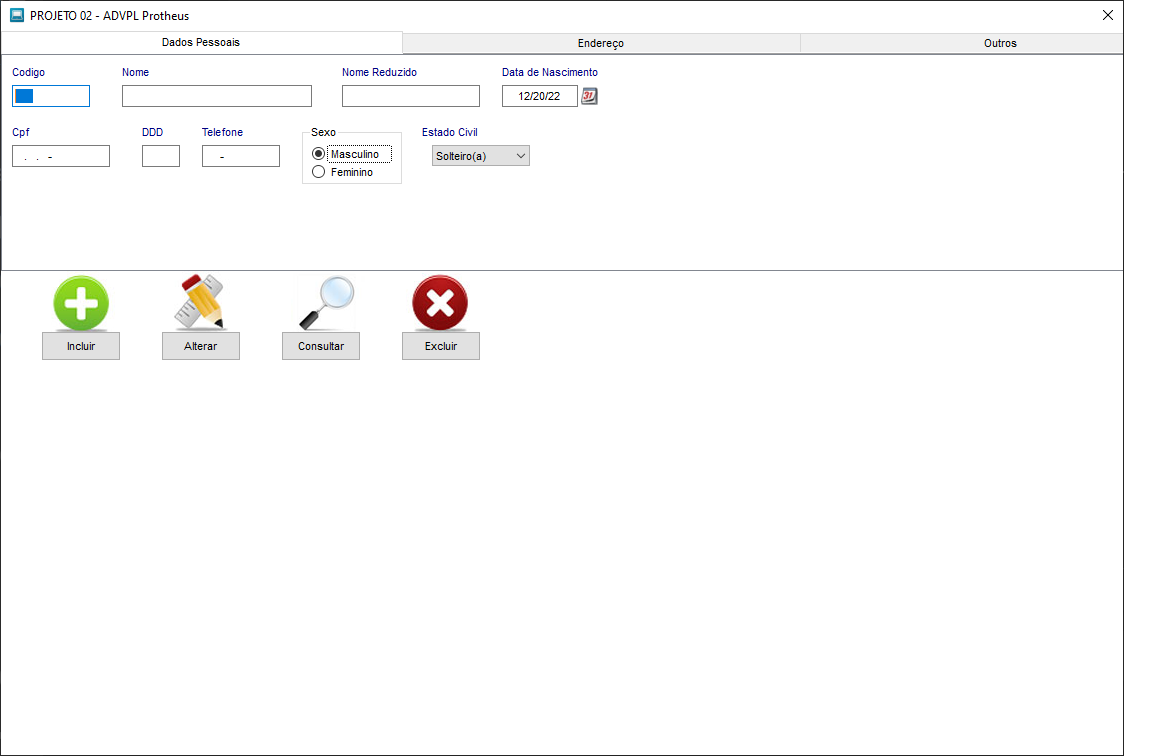 PROJETO 02 - ADVPL Protheus
Dados Pessoais Endereço Outros
Codigo Nome Nome Reduzido Data de Nascimento
12/20/22 31
Cpf DDD Telefone Sexo Estado Civil
. . - - Masculino Solteiro(a)
Feminino
Incluir Alterar Consultar Excluir